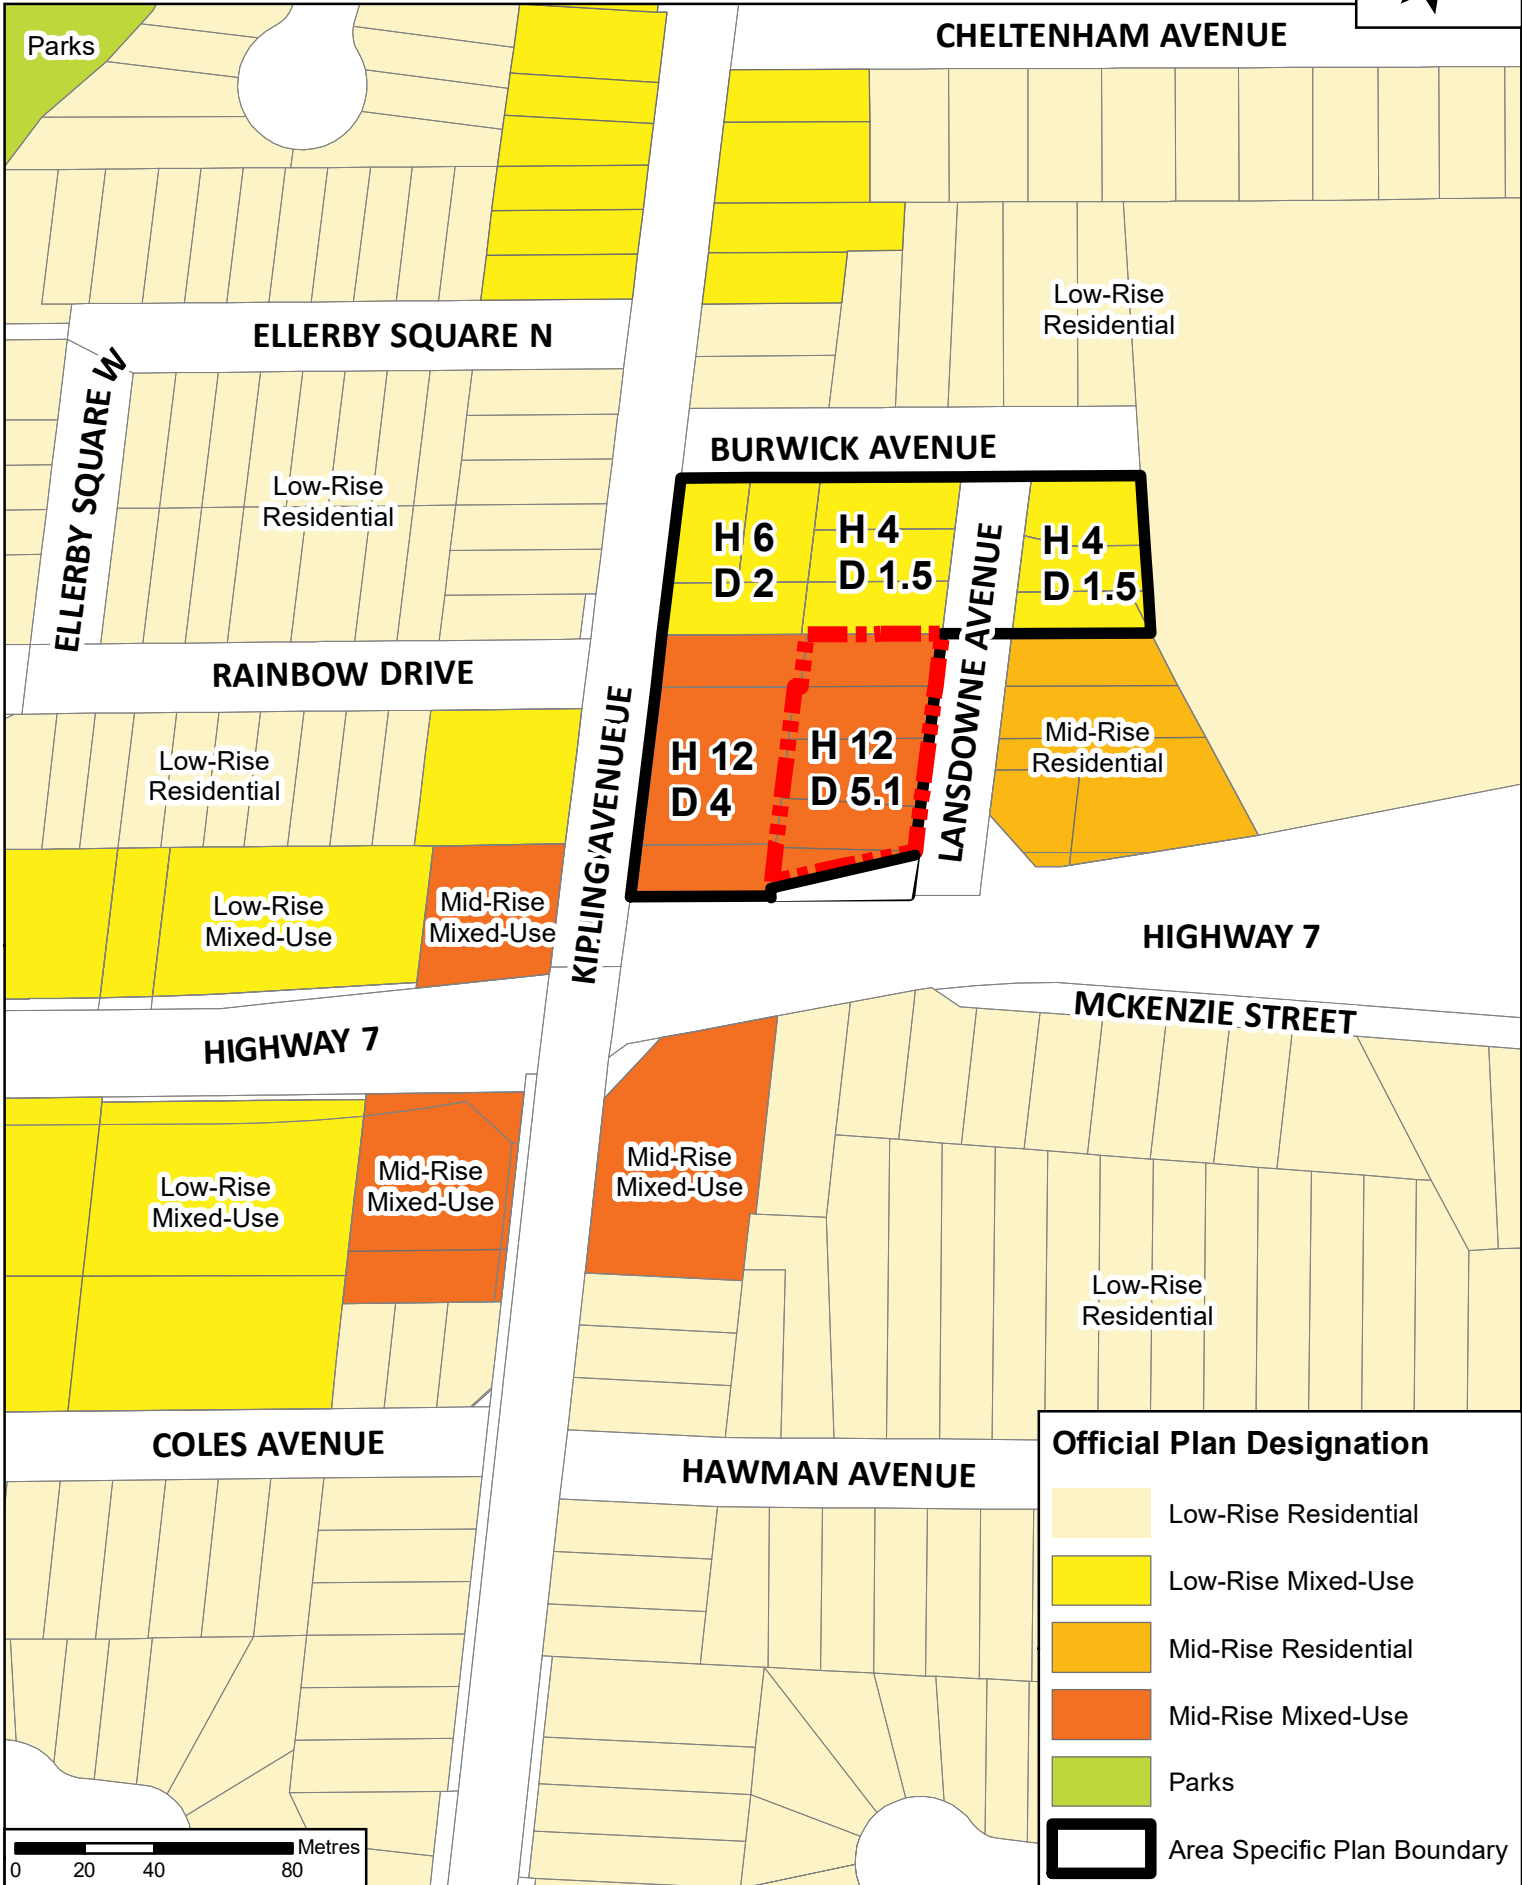 Parks
CHELTENHAM AVENUE
Low-Rise
Residential
ELLERBY SQUARE N
ELLERBY SQUARE W
BURWICK AVENUE
Low-Rise
Residential
H 6
D 2
H 4
D 1.5
H 4
D 1.5
LANSDOWNE AVENUE
RAINBOW DRIVE
KIPLING AVENUEUE
Low-Rise
Residential
H 12
D 4
H 12
D 5.1
Mid-Rise
Residential
Low-Rise
Mixed-Use
Mid-Rise
Mixed-Use
HIGHWAY 7
MCKENZIE STREET
HIGHWAY 7
Low-Rise
Mixed-Use
Mid-Rise
Mixed-Use
Mid-Rise
Mixed-Use
Low-Rise
Residential
COLES AVENUE
HAWMAN AVENUE
Official Plan Designation
Low-Rise Residential
Low-Rise Mixed-Use
Mid-Rise Residential
Mid-Rise Mixed-Use
Parks
Area Specific Plan Boundary
Metres
0 20 40 80